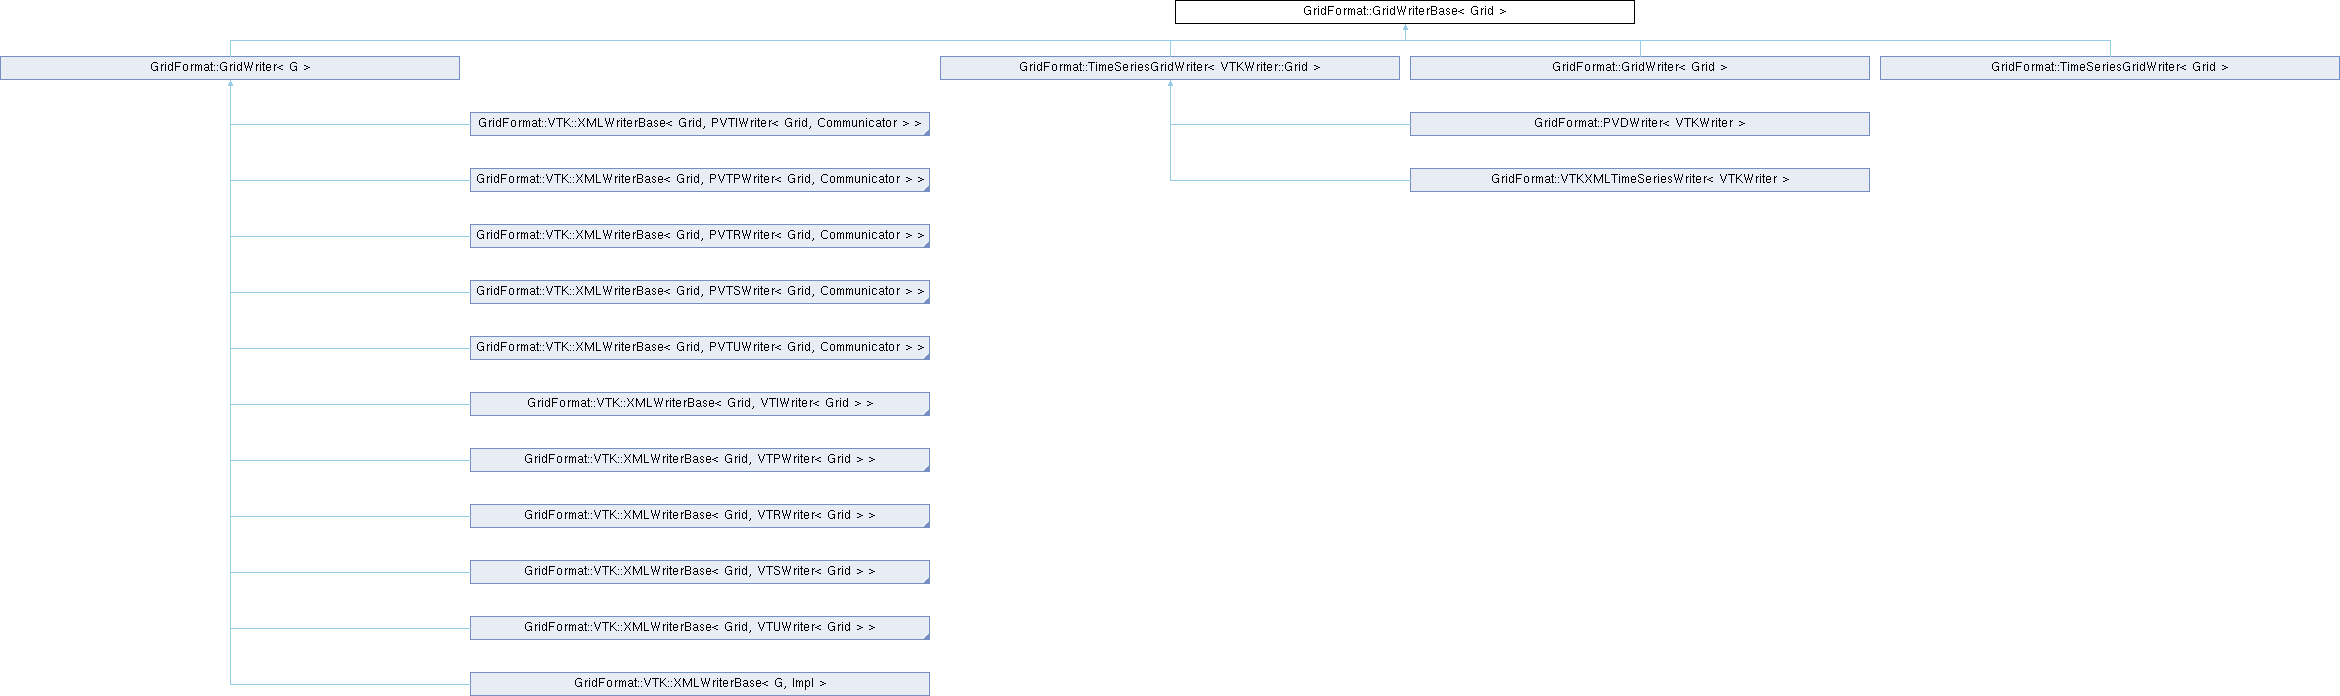 GridFormat::GridWriterBase< Grid >
GridFormat::GridWriter< G >
GridFormat::TimeSeriesGridWriter< VTKWriter::Grid >
GridFormat::GridWriter< Grid >
GridFormat::TimeSeriesGridWriter< Grid >
GridFormat::VTK::XMLWriterBase< Grid, PVTIWriter< Grid, Communicator > >
GridFormat::PVDWriter< VTKWriter >
GridFormat::VTK::XMLWriterBase< Grid, PVTPWriter< Grid, Communicator > >
GridFormat::VTKXMLTimeSeriesWriter< VTKWriter >
GridFormat::VTK::XMLWriterBase< Grid, PVTRWriter< Grid, Communicator > >
GridFormat::VTK::XMLWriterBase< Grid, PVTSWriter< Grid, Communicator > >
GridFormat::VTK::XMLWriterBase< Grid, PVTUWriter< Grid, Communicator > >
GridFormat::VTK::XMLWriterBase< Grid, VTIWriter< Grid > >
GridFormat::VTK::XMLWriterBase< Grid, VTPWriter< Grid > >
GridFormat::VTK::XMLWriterBase< Grid, VTRWriter< Grid > >
GridFormat::VTK::XMLWriterBase< Grid, VTSWriter< Grid > >
GridFormat::VTK::XMLWriterBase< Grid, VTUWriter< Grid > >
GridFormat::VTK::XMLWriterBase< G, Impl >